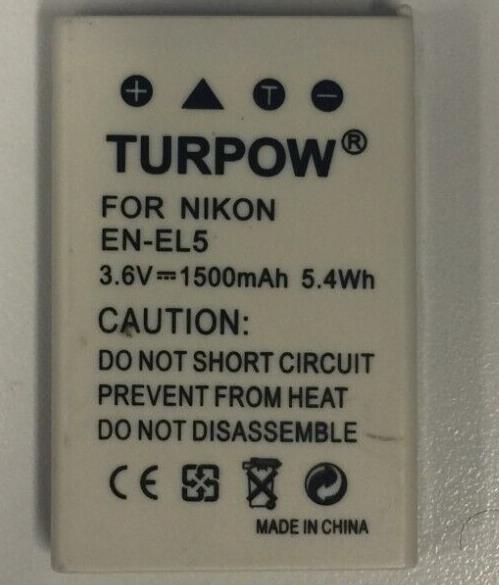 + ▲ T −
TURPOW®
FOR NIKON
EN-EL5
3.6V⎓1500mAh 5.4Wh
CAUTION:
DO NOT SHORT CIRCUIT
PREVENT FROM HEAT
DO NOT DISASSEMBLE
CE
MADE IN CHINA